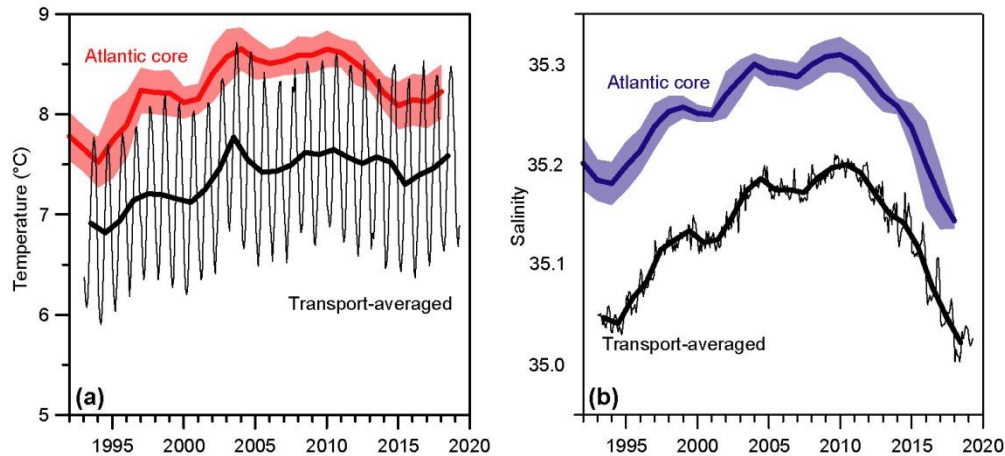 9
8
7
6
5
Temperature (°C)
Atlantic core
Transport-averaged
(a)
1995 2000 2005 2010 2015 2020
35.3
35.2
35.1
35.0
Salinity
Atlantic core
Transport-averaged
(b)
1995 2000 2005 2010 2015 2020